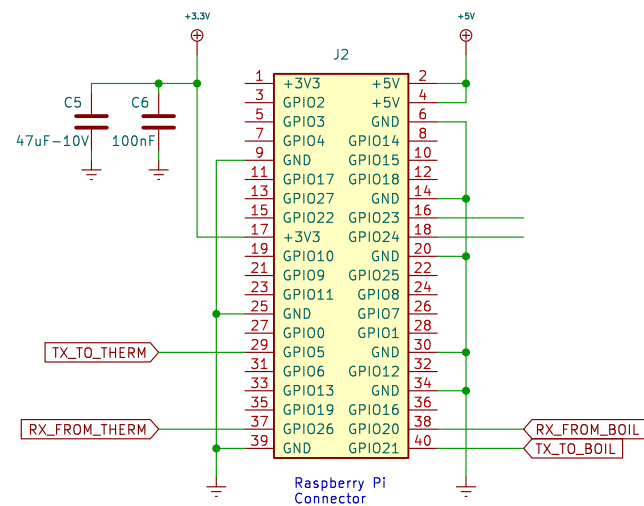 +3.3V
+5V
J2
1 +3V3 +5V 2
3 GPIO2 +5V 4
C5 C6
5 GPIO3 GND 6
47uF-10V 100nF
7 GPIO4 GPIO14 8
9 GND GPIO15 10
11 GPIO17 GPIO18 12
13 GPIO27 GND 14
15 GPIO22 GPIO23 16
17 +3V3 GPIO24 18
19 GPIO10 GND 20
21 GPIO9 GPIO25 22
23 GPIO11 GPIO8 24
25 GND GPIO7 26
27 GPIO0 GPIO1 28
TX_TO_THERM 29 GPIO5 GND 30
31 GPIO6 GPIO12 32
33 GPIO13 GND 34
35 GPIO19 GPIO16 36
RX_FROM_THERM 37 GPIO26 GPIO20 38 RX_FROM_BOIL
39 GND GPIO21 40 TX_TO_BOIL
Raspberry Pi
Connector